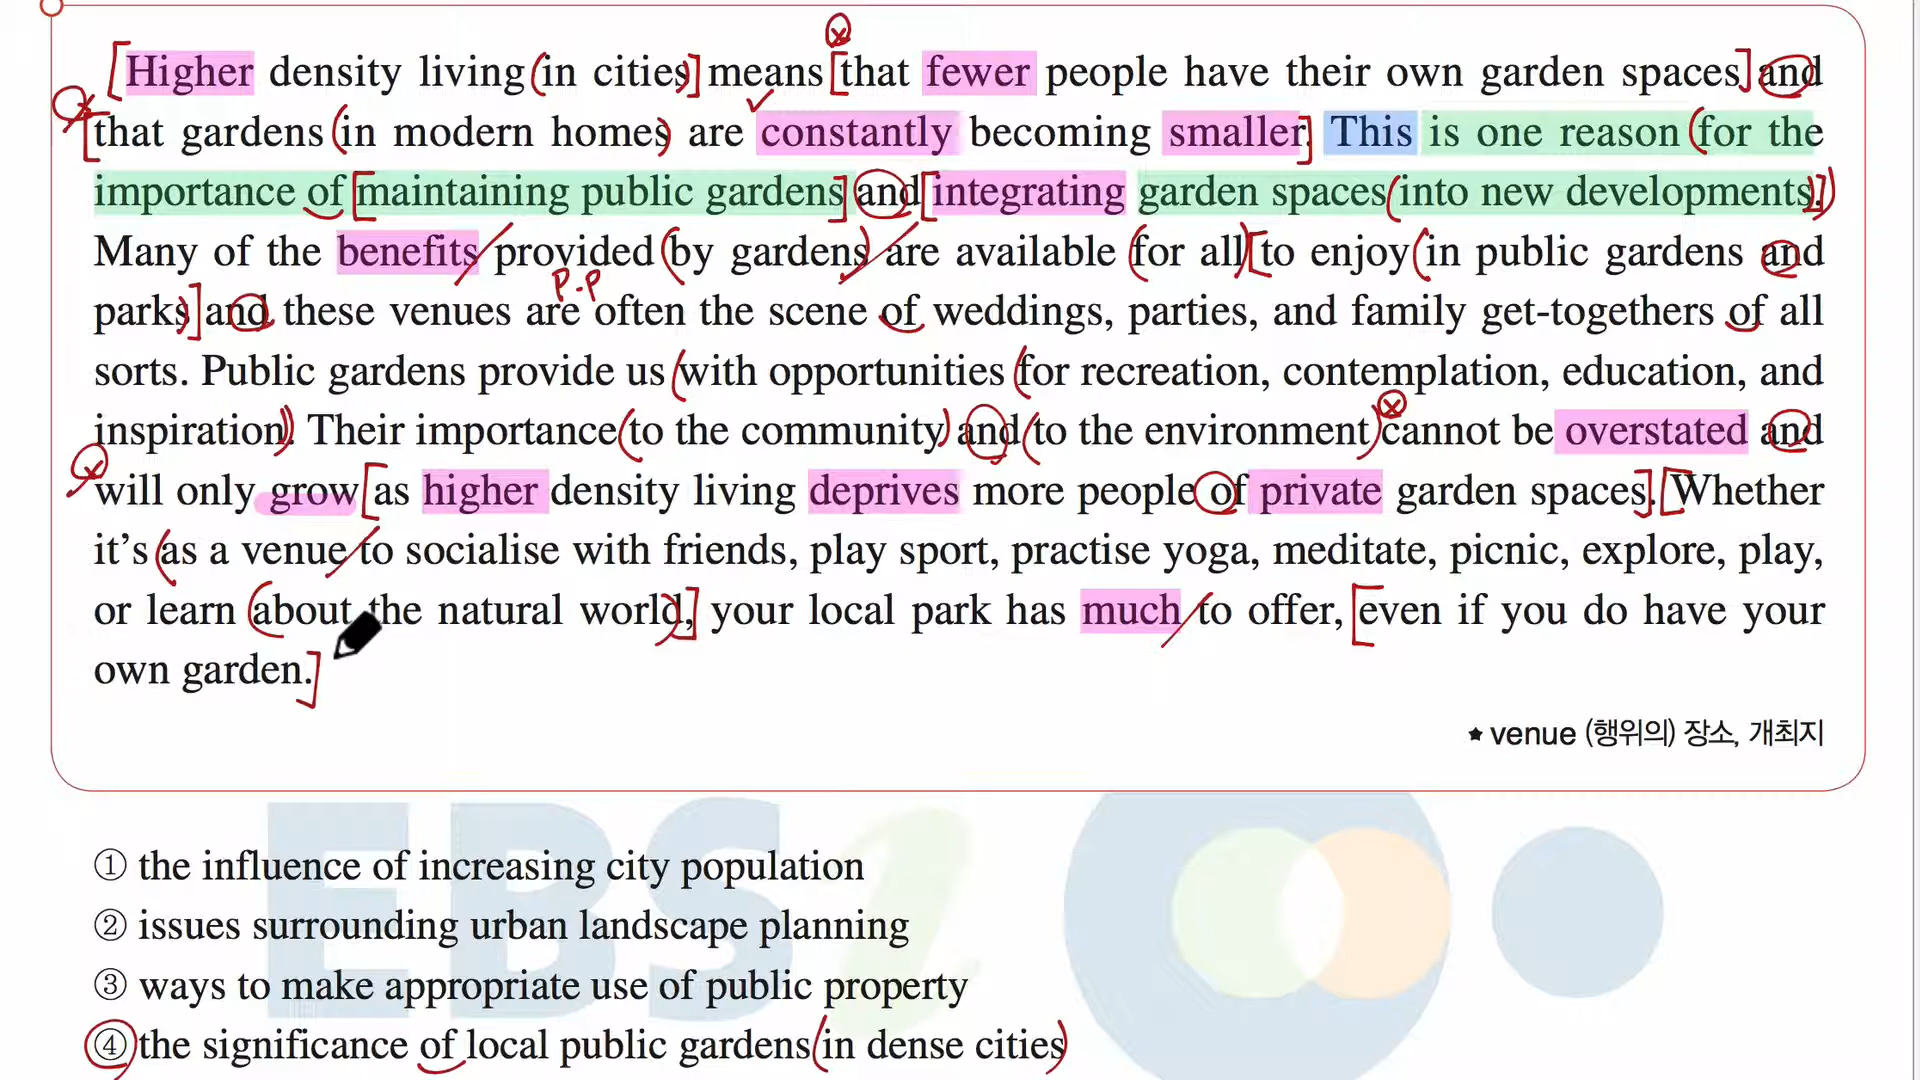 Higher density living (in cities) means that fewer people have their own garden spaces and
that gardens (in modern homes) are constantly becoming smaller. This is one reason (for the
importance of maintaining public gardens and integrating garden spaces (into new developments.)
Many of the benefits provided (by gardens) are available (for all) to enjoy (in public gardens and
P.P
parks) and these venues are often the scene of weddings, parties, and family get-togethers of all
sorts. Public gardens provide us (with opportunities (for recreation, contemplation, education, and
inspiration)). Their importance (to the community) and (to the environment) cannot be overstated and
will only grow as higher density living deprives more people of private garden spaces. Whether
it's (as a venue to socialise with friends, play sport, practise yoga, meditate, picnic, explore, play,
or learn (about the natural world), your local park has much to offer, even if you do have your
own garden.
★ venue (행위의) 장소, 개최지
① the influence of increasing city population
② issues surrounding urban landscape planning
③ ways to make appropriate use of public property
④ the significance of local public gardens (in dense cities)
EBSi